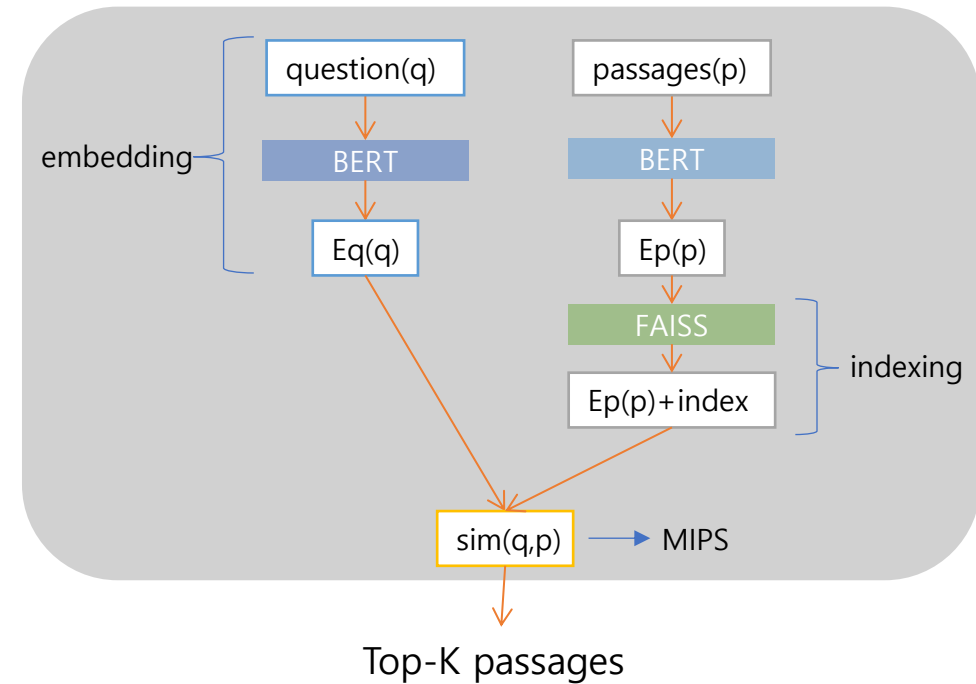 question(q)
passages(p)
embedding
BERT
BERT
Eq(q)
Ep(p)
FAISS
indexing
Ep(p)+index
sim(q,p)
MIPS
Top-K passages